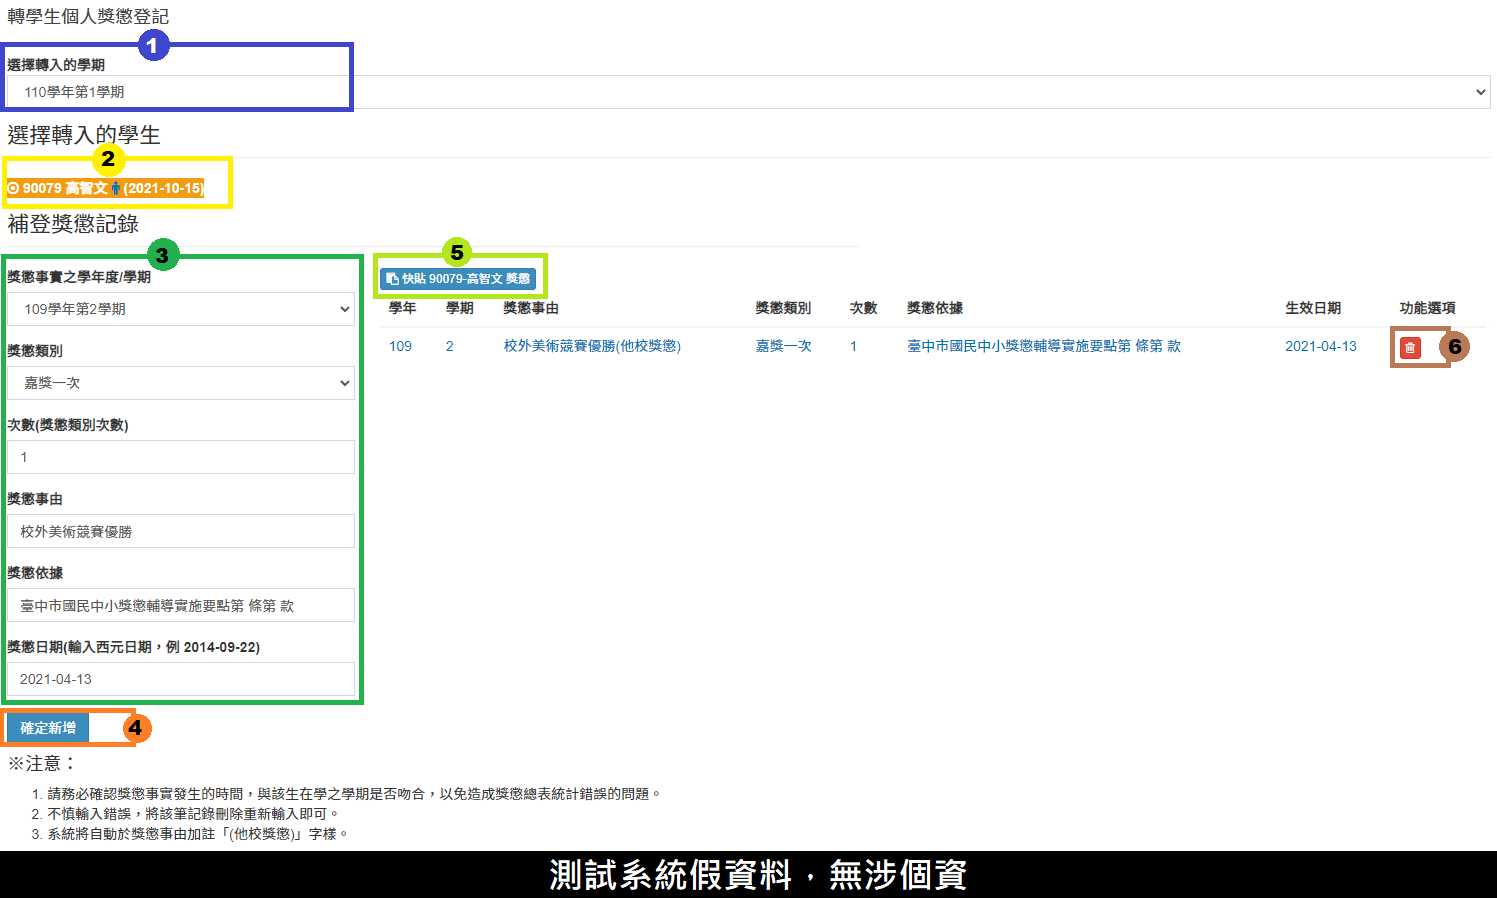 轉學生個人獎懲登記
1
選擇轉入的學期
110學年第1學期
選擇轉入的學生
2
90079 高智文 (2021-10-15)
補登獎懲記錄
3
獎懲事實之學年度/學期
109學年第2學期
獎懲類別
嘉獎一次
次數(獎懲類別次數)
1
獎懲事由
校外美術競賽優勝
獎懲依據
臺中市國民中小獎懲輔導實施要點第 條第 款
獎懲日期(輸入西元日期，例 2014-09-22)
2021-04-13
確定新增 4
5
快貼 90079-高智文 獎懲
學年 學期 獎懲事由 獎懲類別 次數 獎懲依據 生效日期 功能選項
109 2 校外美術競賽優勝(他校獎懲) 嘉獎一次 1 臺中市國民中小獎懲輔導實施要點第 條第 款 2021-04-13 6
※注意：
1. 請務必確認獎懲事實發生的時間，與該生在學之學期是否吻合，以免造成獎懲總表統計錯誤的問題。
2. 不慎輸入錯誤，將該筆記錄刪除重新輸入即可。
3. 系統將自動於獎懲事由加註「(他校獎懲)」字樣。
測試系統假資料，無涉個資